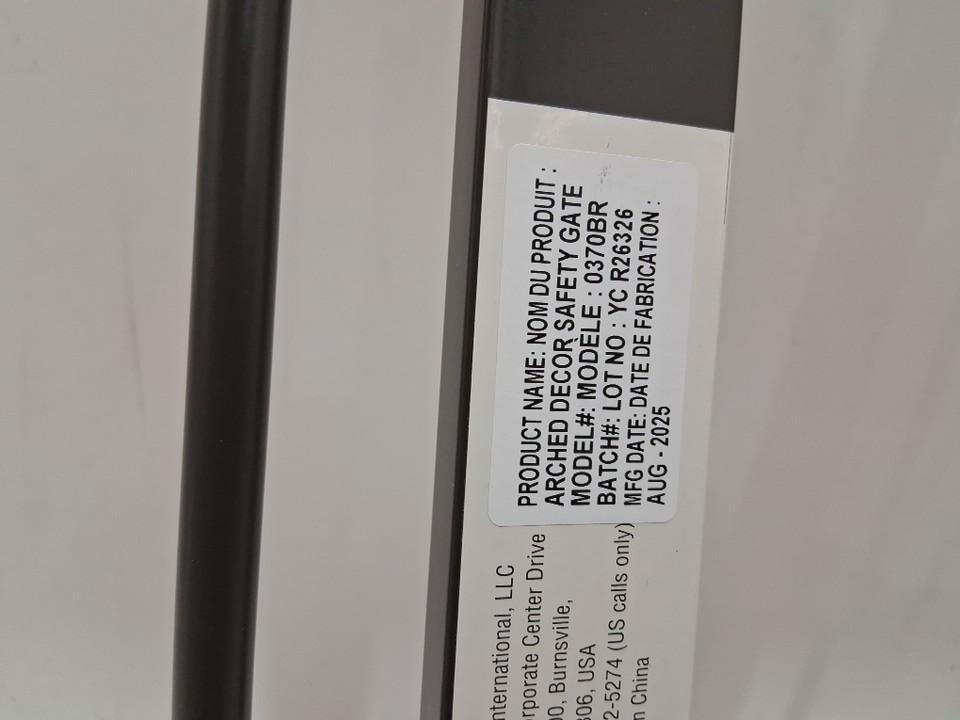 PRODUCT NAME: NOM DU PRODUIT :
ARCHED DECOR SAFETY GATE
MODEL#: MODÈLE : 0370BR
BATCH#: LOT NO : YC R26326
MFG DATE: DATE DE FABRICATION :
AUG - 2025
nternational, LLC
rporate Center Drive
00, Burnsville,
306, USA
2-5274 (US calls only)
n China